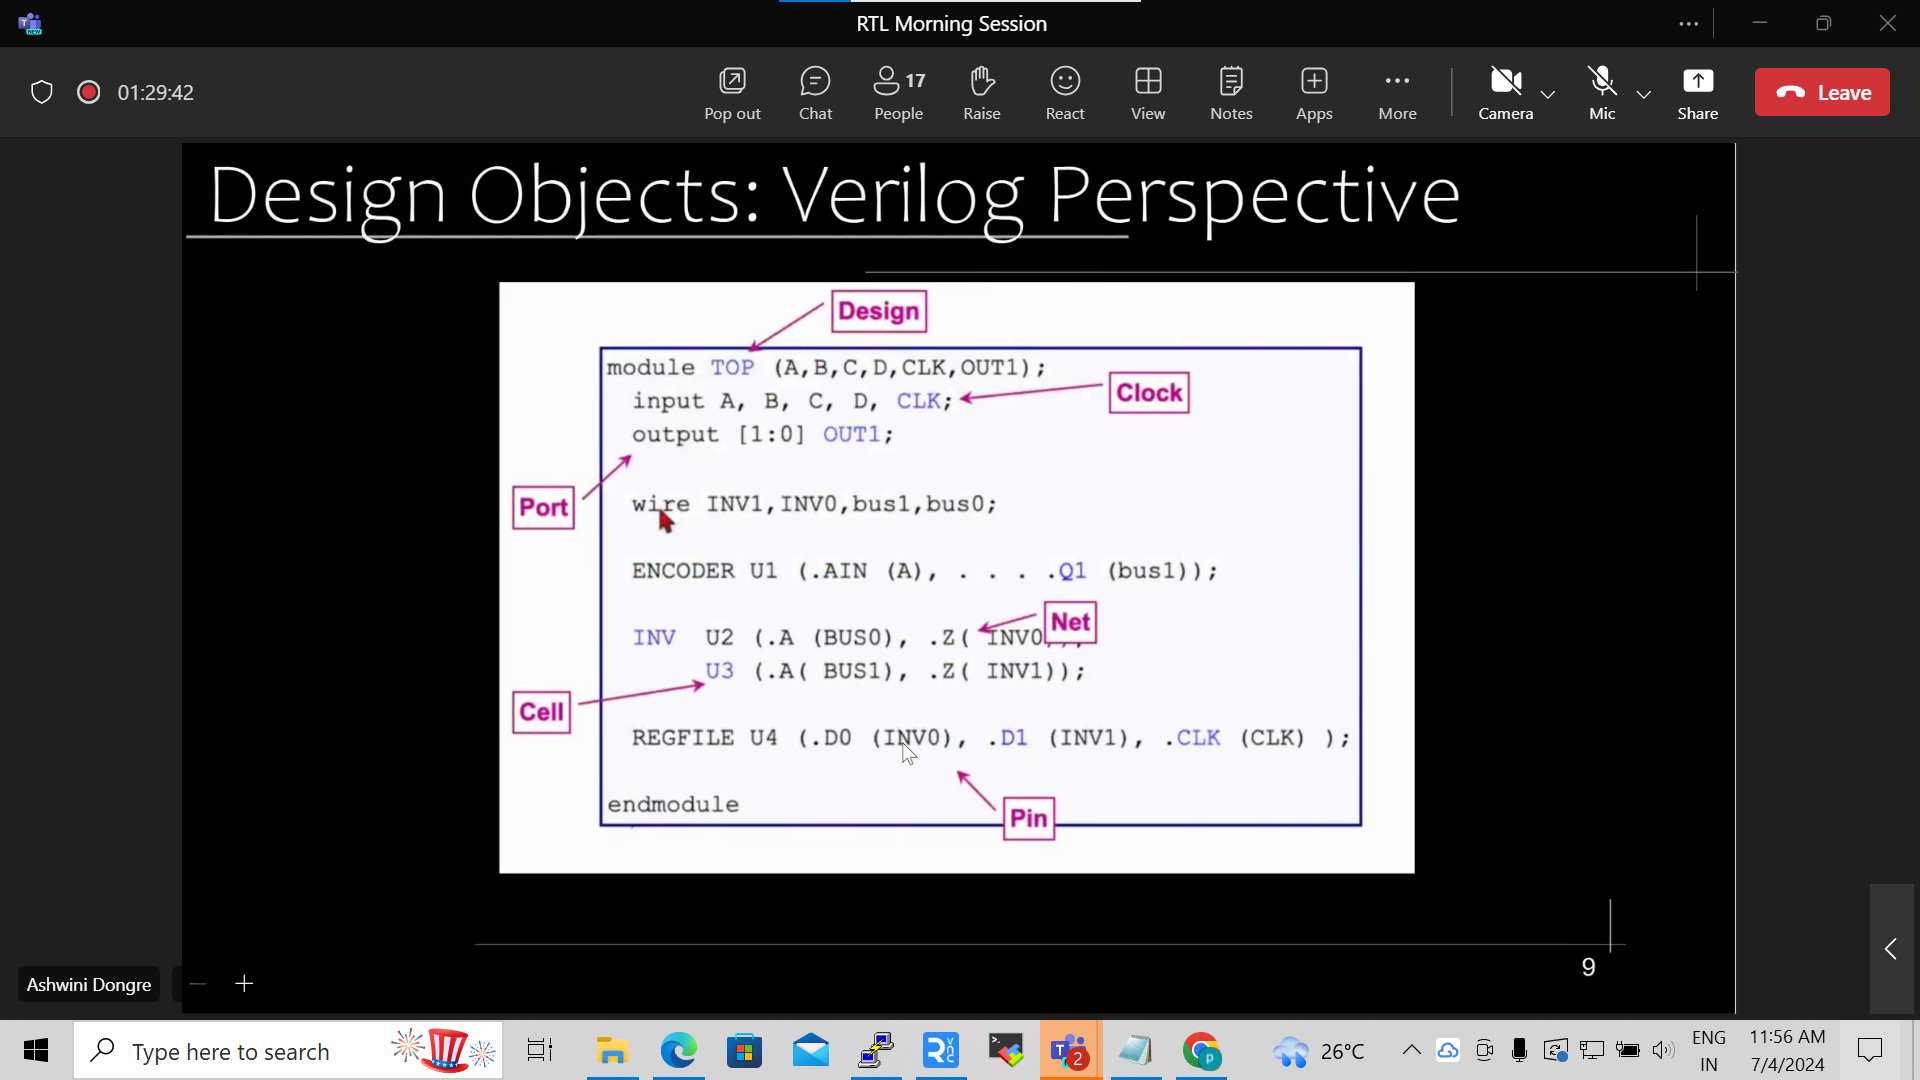 RTL Morning Session
01:29:42
Pop out
Chat
17
People
Raise
React
View
Notes
Apps
More
Camera
Mic
Share
Leave
Design Objects: Verilog Perspective
Design
module TOP (A,B,C,D,CLK,OUT1);
input A, B, C, D, CLK;
Clock
output [1:0] OUT1;
Port
wire INV1,INV0,bus1,bus0;
ENCODER U1 (.AIN (A), . . . .Q1 (bus1));
Net
INV U2 (.A (BUS0), .Z( INV0));
U3 (.A( BUS1), .Z( INV1));
Cell
REGFILE U4 (.D0 (INV0), .D1 (INV1), .CLK (CLK) );
endmodule
Pin
9
Ashwini Dongre
Type here to search
2
26°C
ENG
IN
11:56 AM
7/4/2024